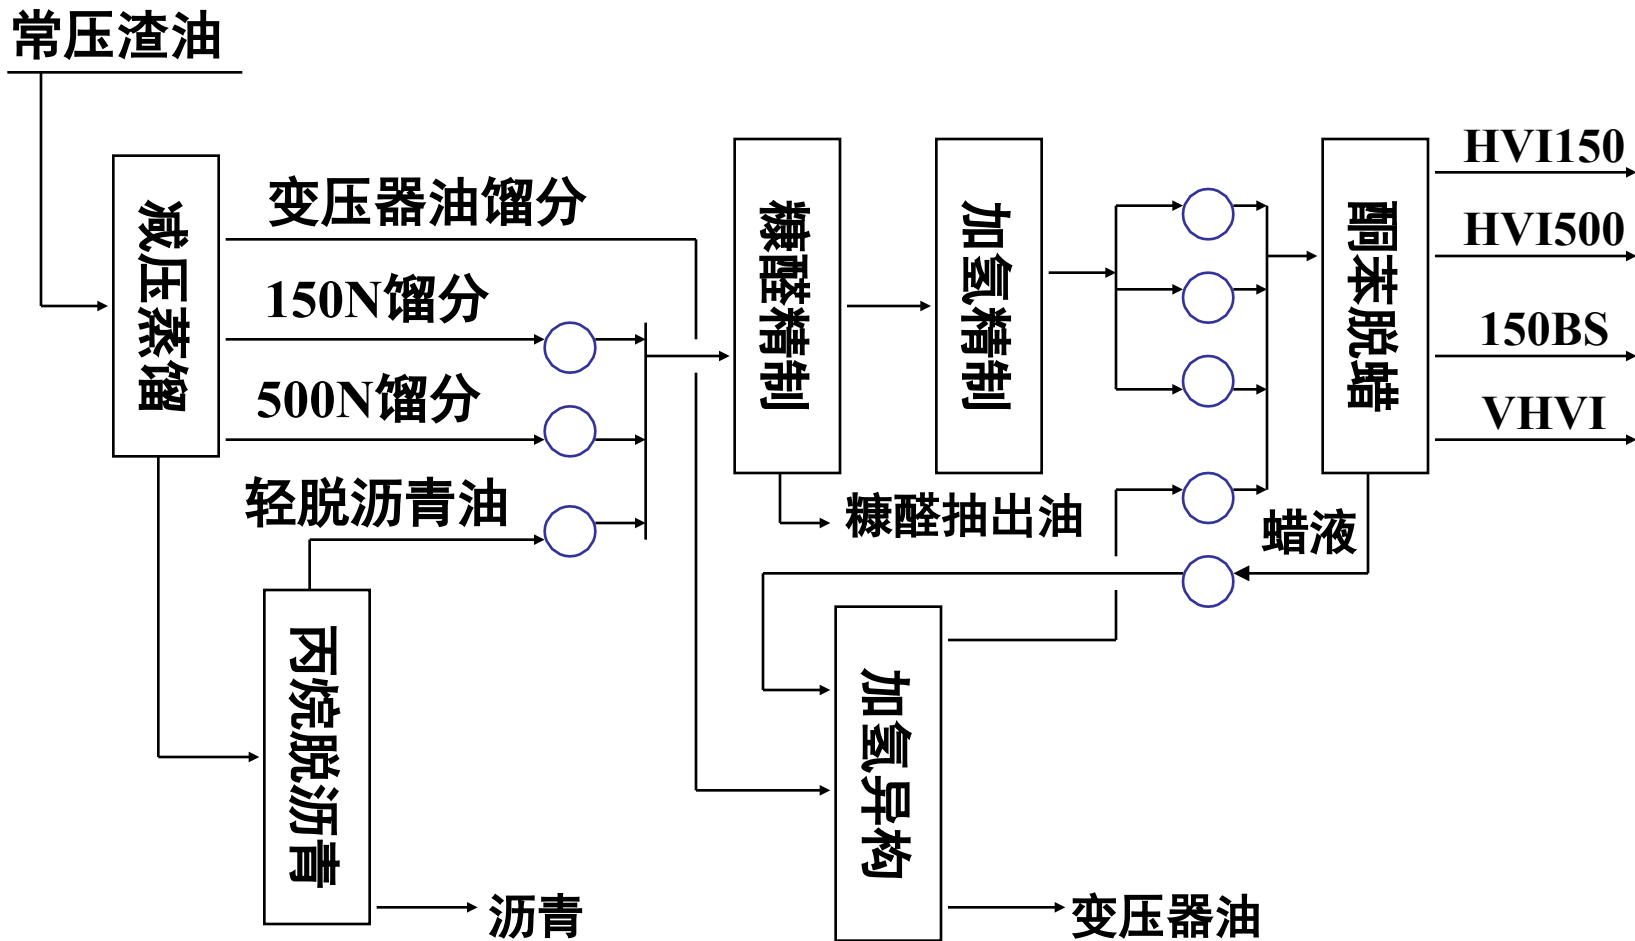 常压渣油
减压蒸馏
变压器油馏分
150N馏分
500N馏分
轻脱沥青油
丙烷脱沥青
沥青
糠醛精制
糠醛抽出油
加氢精制
加氢异构
变压器油
酮苯脱蜡
蜡液
HVI150
HVI500
150BS
VHVI